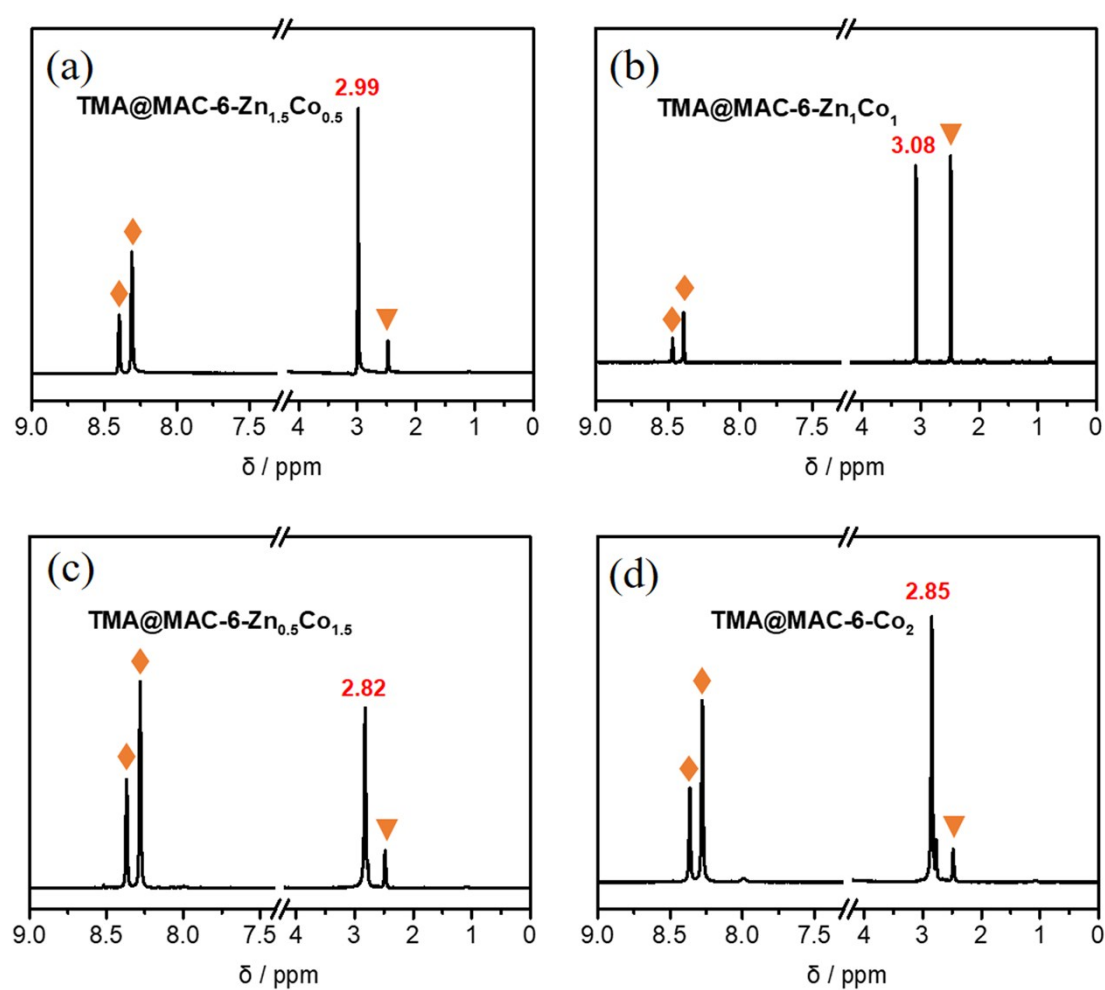 (a)
TMA@MAC-6-Zn1.5Co0.5
2.99
9.0 8.5 8.0 7.5 4 3 2 1 0
δ / ppm
(b)
TMA@MAC-6-Zn1Co1
3.08
9.0 8.5 8.0 7.5 4 3 2 1 0
δ / ppm
(c)
TMA@MAC-6-Zn0.5Co1.5
2.82
9.0 8.5 8.0 7.5 4 3 2 1 0
δ / ppm
(d)
TMA@MAC-6-Co2
2.85
9.0 8.5 8.0 7.5 4 3 2 1 0
δ / ppm